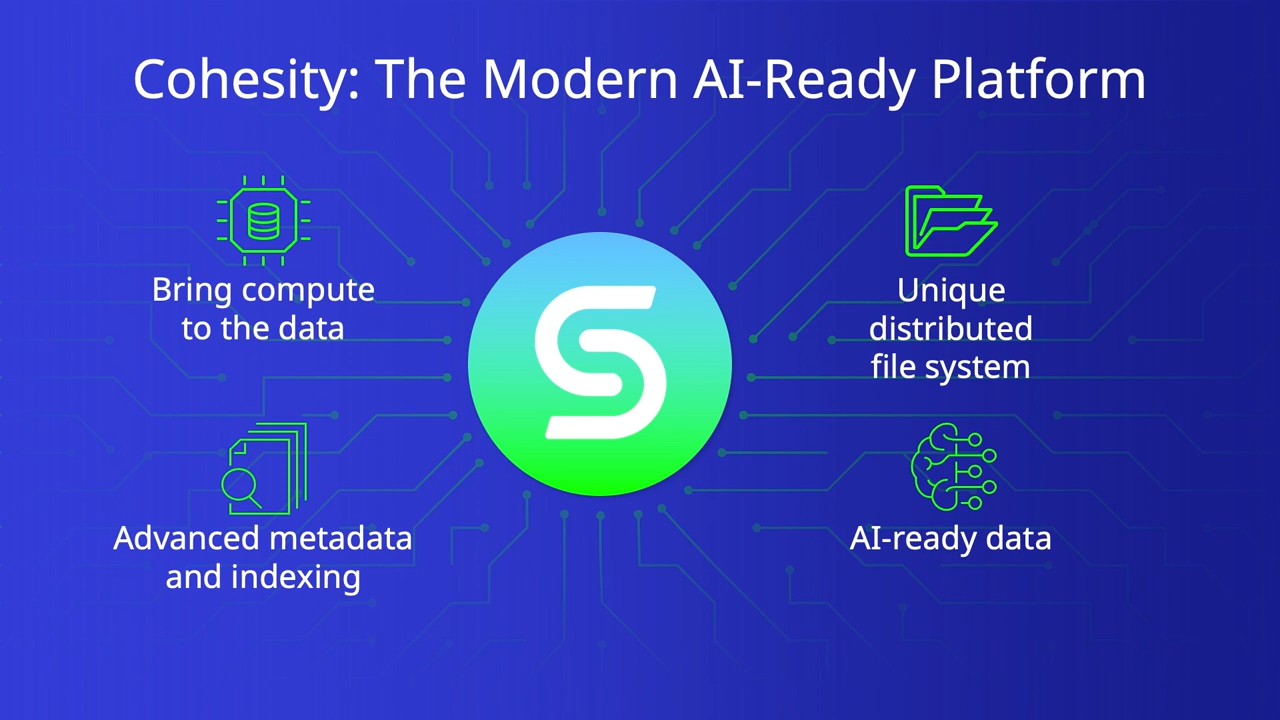 Cohesity: The Modern AI-Ready Platform
Bring compute
to the data
Unique
distributed
file system
Advanced metadata
and indexing
AI-ready data